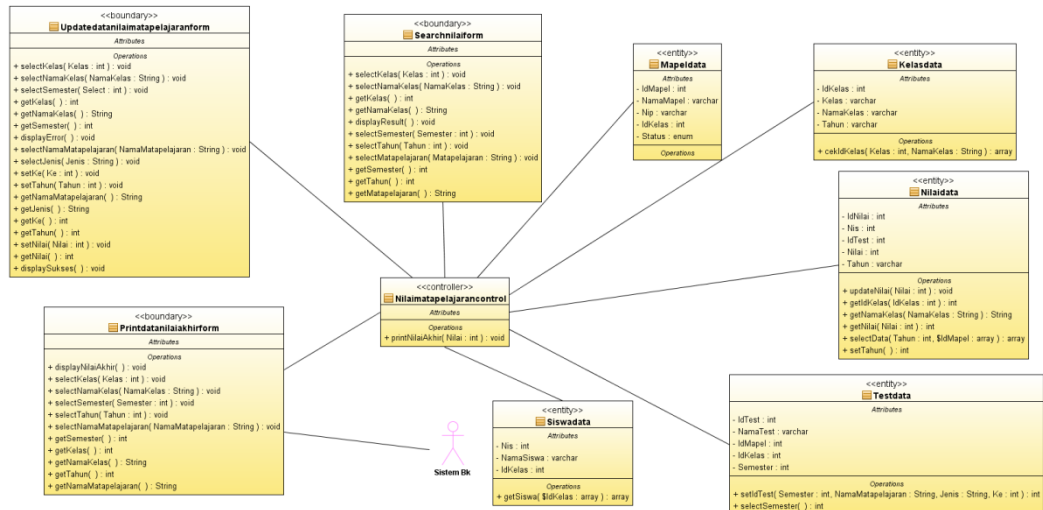 <<boundary>>
Updatedatanilaimatapelajaranform
Attributes
Operations
+ selectKelas( Kelas : int ) : void
+ selectNamaKelas( NamaKelas : String ) : void
+ selectSemester( Select : int ) : void
+ getKelas( ) : int
+ getNamaKelas( ) : String
+ getSemester( ) : int
+ displayError( ) : void
+ selectNamaMatapelajaran( NamaMatapelajaran : String ) : void
+ selectJenis( Jenis : String ) : void
+ setKe( Ke : int ) : void
+ setTahun( Tahun : int ) : void
+ getNamaMatapelajaran( ) : String
+ getJenis( ) : String
+ getKe( ) : int
+ getTahun( ) : int
+ setNilai( Nilai : int ) : void
+ getNilai( ) : int
+ displaySukses( ) : void
<<boundary>>
Searchnilaiform
Attributes
Operations
+ selectKelas( Kelas : int ) : void
+ selectNamaKelas( NamaKelas : String ) : void
+ getKelas( ) : int
+ getNamaKelas( ) : String
+ displayResult( ) : void
+ selectSemester( Semester : int ) : void
+ selectTahun( Tahun : int ) : void
+ selectMatapelajaran( Matapelajaran : String ) : void
+ getSemester( ) : int
+ getTahun( ) : int
+ getMatapelajaran( ) : String
<<entity>>
Mapeldata
Attributes
- IdMapel : int
- NamaMapel : varchar
- Nip : varchar
- IdKelas : int
- Status : enum
Operations
<<entity>>
Kelasdata
Attributes
- IdKelas : int
- Kelas : varchar
- NamaKelas : varchar
- Tahun : varchar
Operations
+ cekIdKelas( Kelas : int, NamaKelas : String ) : array
<<entity>>
Nilaidata
Attributes
- IdNilai : int
- Nis : int
- IdTest : int
- Nilai : int
- Tahun : varchar
Operations
+ updateNilai( Nilai : int ) : void
+ getIdKelas( IdKelas : int ) : int
+ getNamaKelas( NamaKelas : String ) : String
+ getNilai( Nilai : int ) : int
+ selectData( Tahun : int, $IdMapel : array ) : array
+ setTahun( ) : int
<<controller>>
Nilaimatapelajarancontrol
Attributes
Operations
+ printNilaiAkhir( Nilai : int ) : void
<<boundary>>
Printdatanilaiakhirform
Attributes
Operations
+ displayNilaiAkhir( ) : void
+ selectKelas( Kelas : int ) : void
+ selectNamaKelas( NamaKelas : String ) : void
+ selectSemester( Semester : int ) : void
+ selectTahun( Tahun : int ) : void
+ selectNamaMatapelajaran( NamaMatapelajaran : String ) : void
+ getSemester( ) : int
+ getKelas( ) : int
+ getNamaKelas( ) : String
+ getTahun( ) : int
+ getNamaMatapelajaran( ) : String
Sistem Bk
<<entity>>
Siswadata
Attributes
- Nis : int
- NamaSiswa : varchar
- IdKelas : int
Operations
+ getSiswa( $IdKelas : array ) : array
<<entity>>
Testdata
Attributes
- IdTest : int
- NamaTest : varchar
- IdMapel : int
- IdKelas : int
- Semester : int
Operations
+ setIdTest( Semester : int, NamaMatapelajaran : String, Jenis : String, Ke : int ) : int
+ selectSemester( ) : int